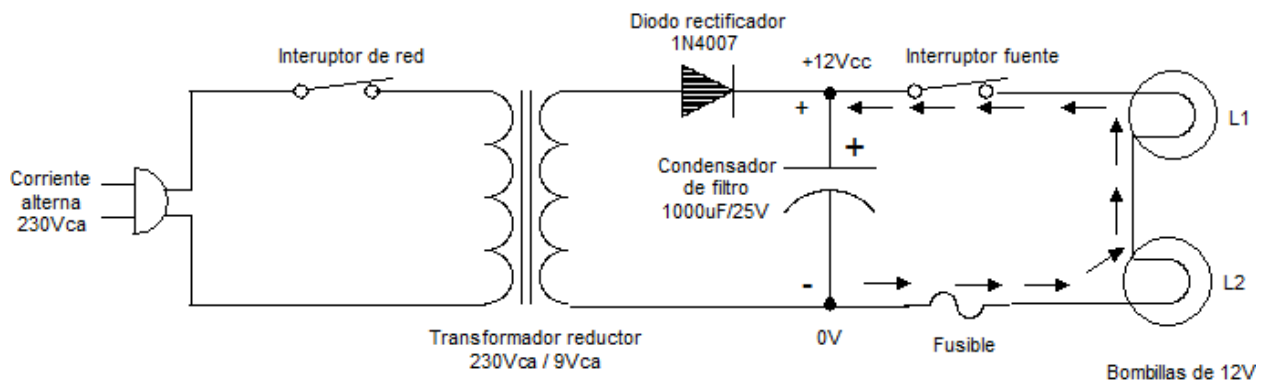 Diodo rectificador
1N4007
Interuptor de red
+12Vcc
Interruptor fuente
+
+
L1
Corriente
alterna
230Vca
Condensador
de filtro
1000uF/25V
-
L2
Transformador reductor
230Vca / 9Vca
0V
Fusible
Bombillas de 12V